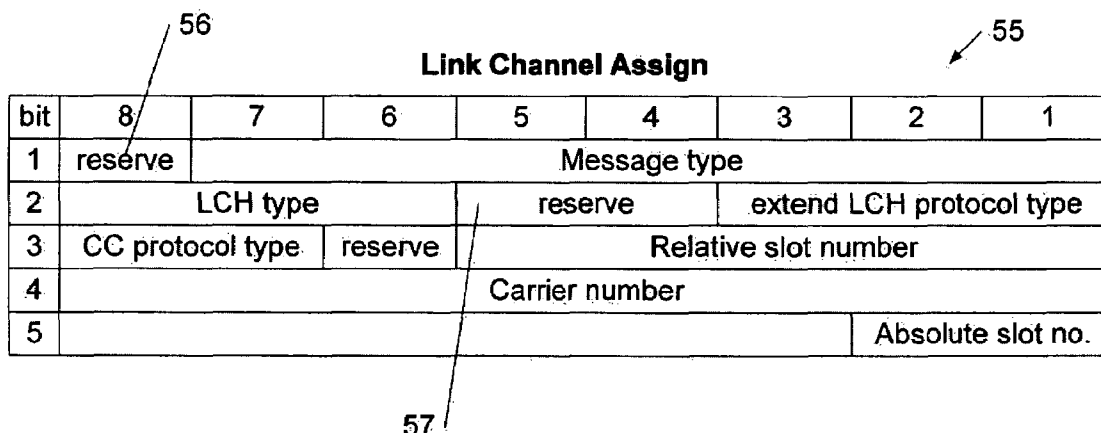 56
55
Link Channel Assign
bit 8 7 6 5 4 3 2 1
1 reserve Message type
2 LCH type reserve extend LCH protocol type
3 CC protocol type reserve Relative slot number
4 Carrier number
5 Absolute slot no.
57